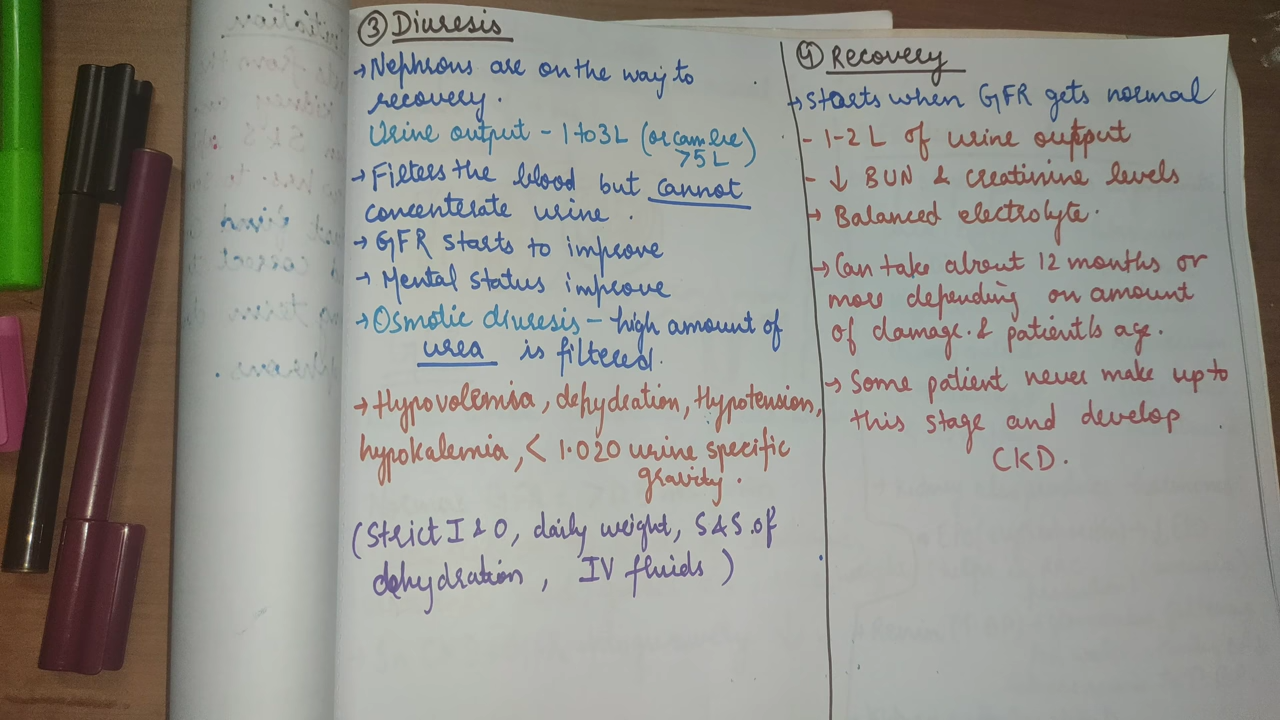 ③ Diuresis
→ Nephrons are on the way to
recovery.
Urine output - 1 to 3L (or can be
>5L)
→ Filters the blood but cannot
concenterate urine.
→ GFR starts to improve
→ Mental status improve
→ Osmotic diuresis - high amount of
urea is filtered.
→ Hypovolemia, dehydration, Hypotension,
hypokalemia, < 1.020 urine specific
gravity.
(Strict I & O, daily weight, S&S of
dehydration, IV fluids)
④ Recovery
→ Starts when GFR gets normal
- 1-2 L of urine output
- ↓ BUN & creatinine levels
→ Balanced electrolyte.
→ Can take about 12 months or
more depending on amount
of damage & patient's age.
→ Some patient never make up to
this stage and develop
CKD.